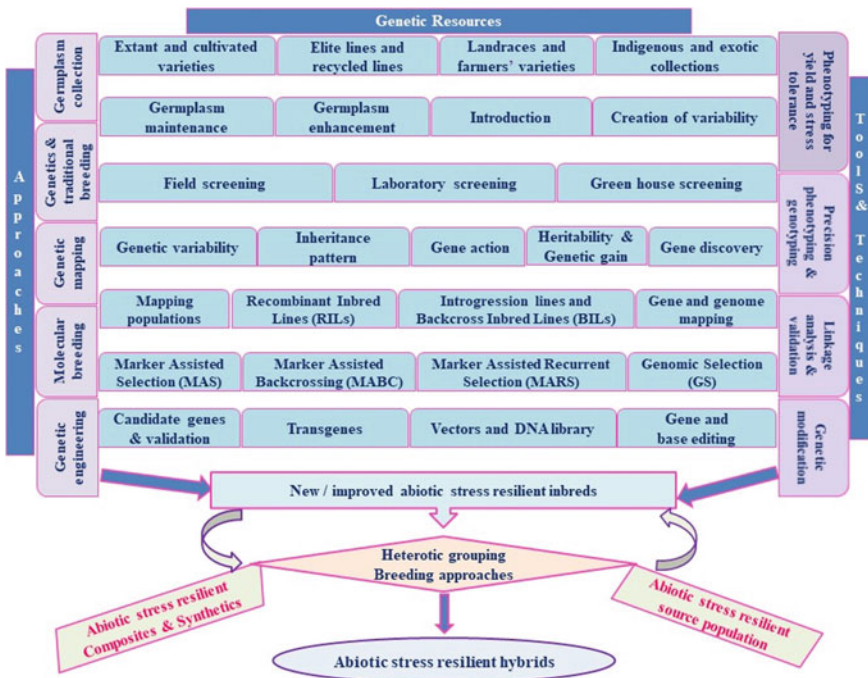 Genetic Resources
Approaches
Tools& Techniques
Germplasm
collection
Genetics &
traditional
breeding
Genetic
mapping
Molecular
breeding
Genetic
engineering
Extant and cultivated
varieties
Elite lines and
recycled lines
Landraces and
farmers' varieties
Indigenous and exotic
collections
Germplasm
maintenance
Germplasm
enhancement
Introduction
Creation of variability
Field screening
Laboratory screening
Green house screening
Genetic variability
Inheritance
pattern
Gene action
Heritability &
Genetic gain
Gene discovery
Mapping
populations
Recombinant Inbred
Lines (RILs)
Introgression lines and
Backcross Inbred Lines (BILs)
Gene and genome
mapping
Marker Assisted
Selection (MAS)
Marker Assisted
Backcrossing (MABC)
Marker Assisted Recurrent
Selection (MARS)
Genomic Selection
(GS)
Candidate genes
& validation
Transgenes
Vectors and DNA library
Gene and
base editing
Phenotyping for
yield and stress
tolerance
Precision
phenotyping &
genotyping
Linkage
analysis &
validation
Genetic
modification
New / improved abiotic stress resilient inbreds
Heterotic grouping
Breeding approaches
Abiotic stress resilient
Composites & Synthetics
Abiotic stress resilient
source population
Abiotic stress resilient hybrids